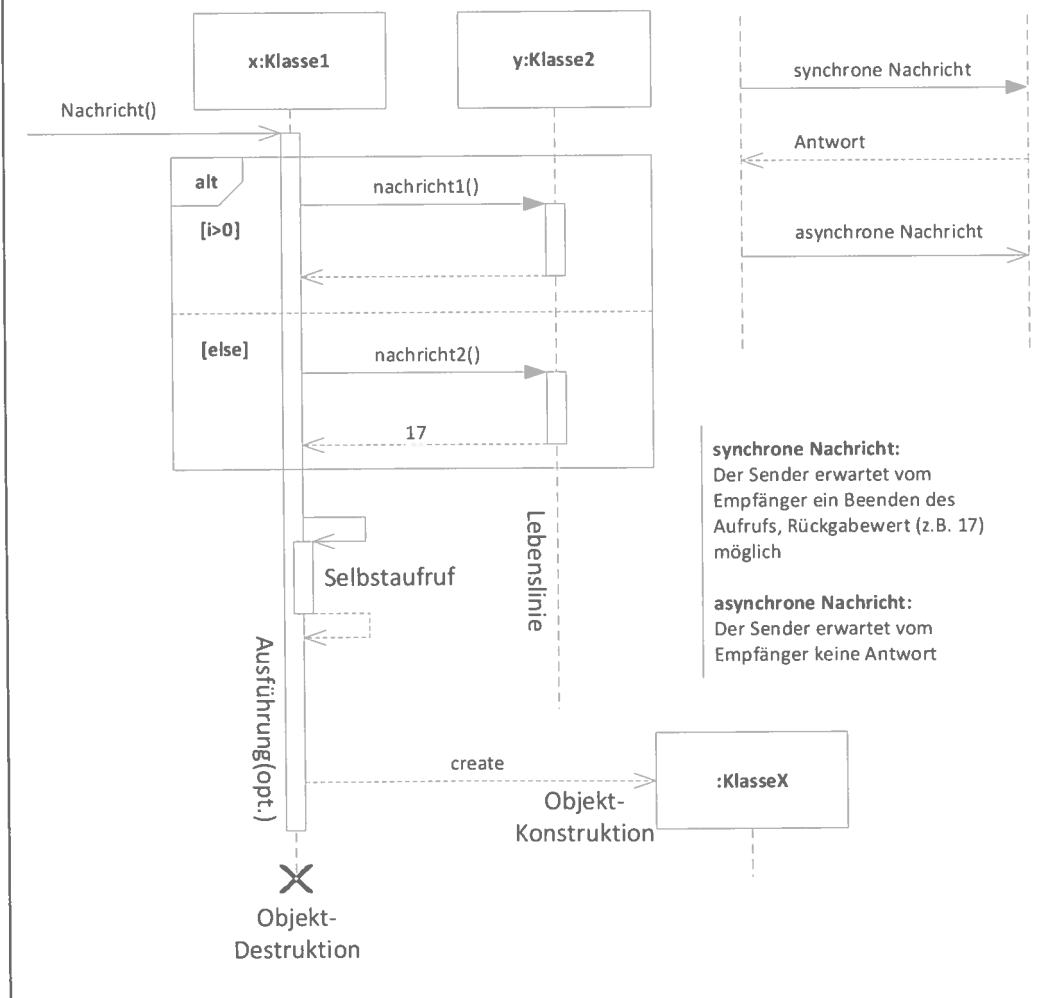 x:Klasse1
y:Klasse2
Nachricht()
alt
nachricht1()
[i>0]
[else]
nachricht2()
17
Selbstaufruf
Lebenslinie
Ausführung(opt.)
create
:KlasseX
Objekt-
Konstruktion
Objekt-
Destruktion
synchrone Nachricht
Antwort
asynchrone Nachricht
synchrone Nachricht:
Der Sender erwartet vom
Empfänger ein Beenden des
Aufrufs, Rückgabewert (z.B. 17)
möglich
asynchrone Nachricht:
Der Sender erwartet vom
Empfänger keine Antwort